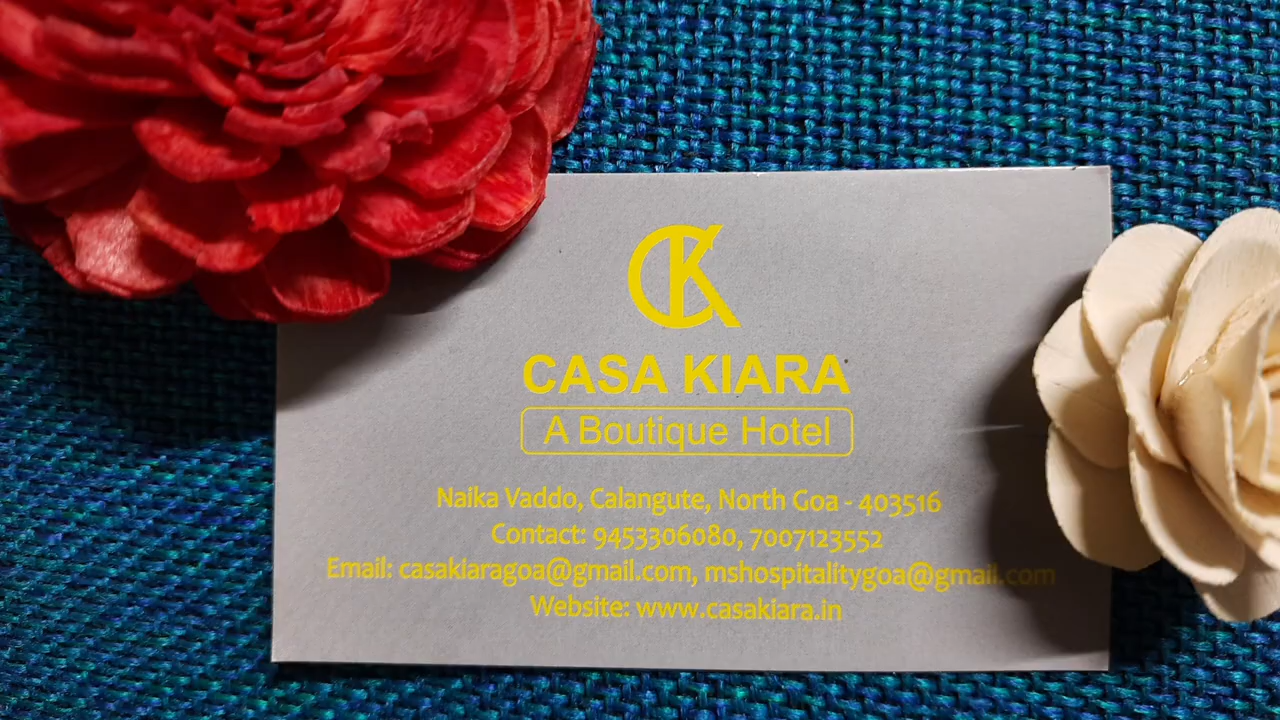 CK
CASA KIARA
A Boutique Hotel
Naika Vaddo, Calangute, North Goa - 403516
Contact: 9453306080, 7007123552
Email: casakiaragoa@gmail.com, mshospitalitygoa@gmail.com
Website: www.casakiara.in